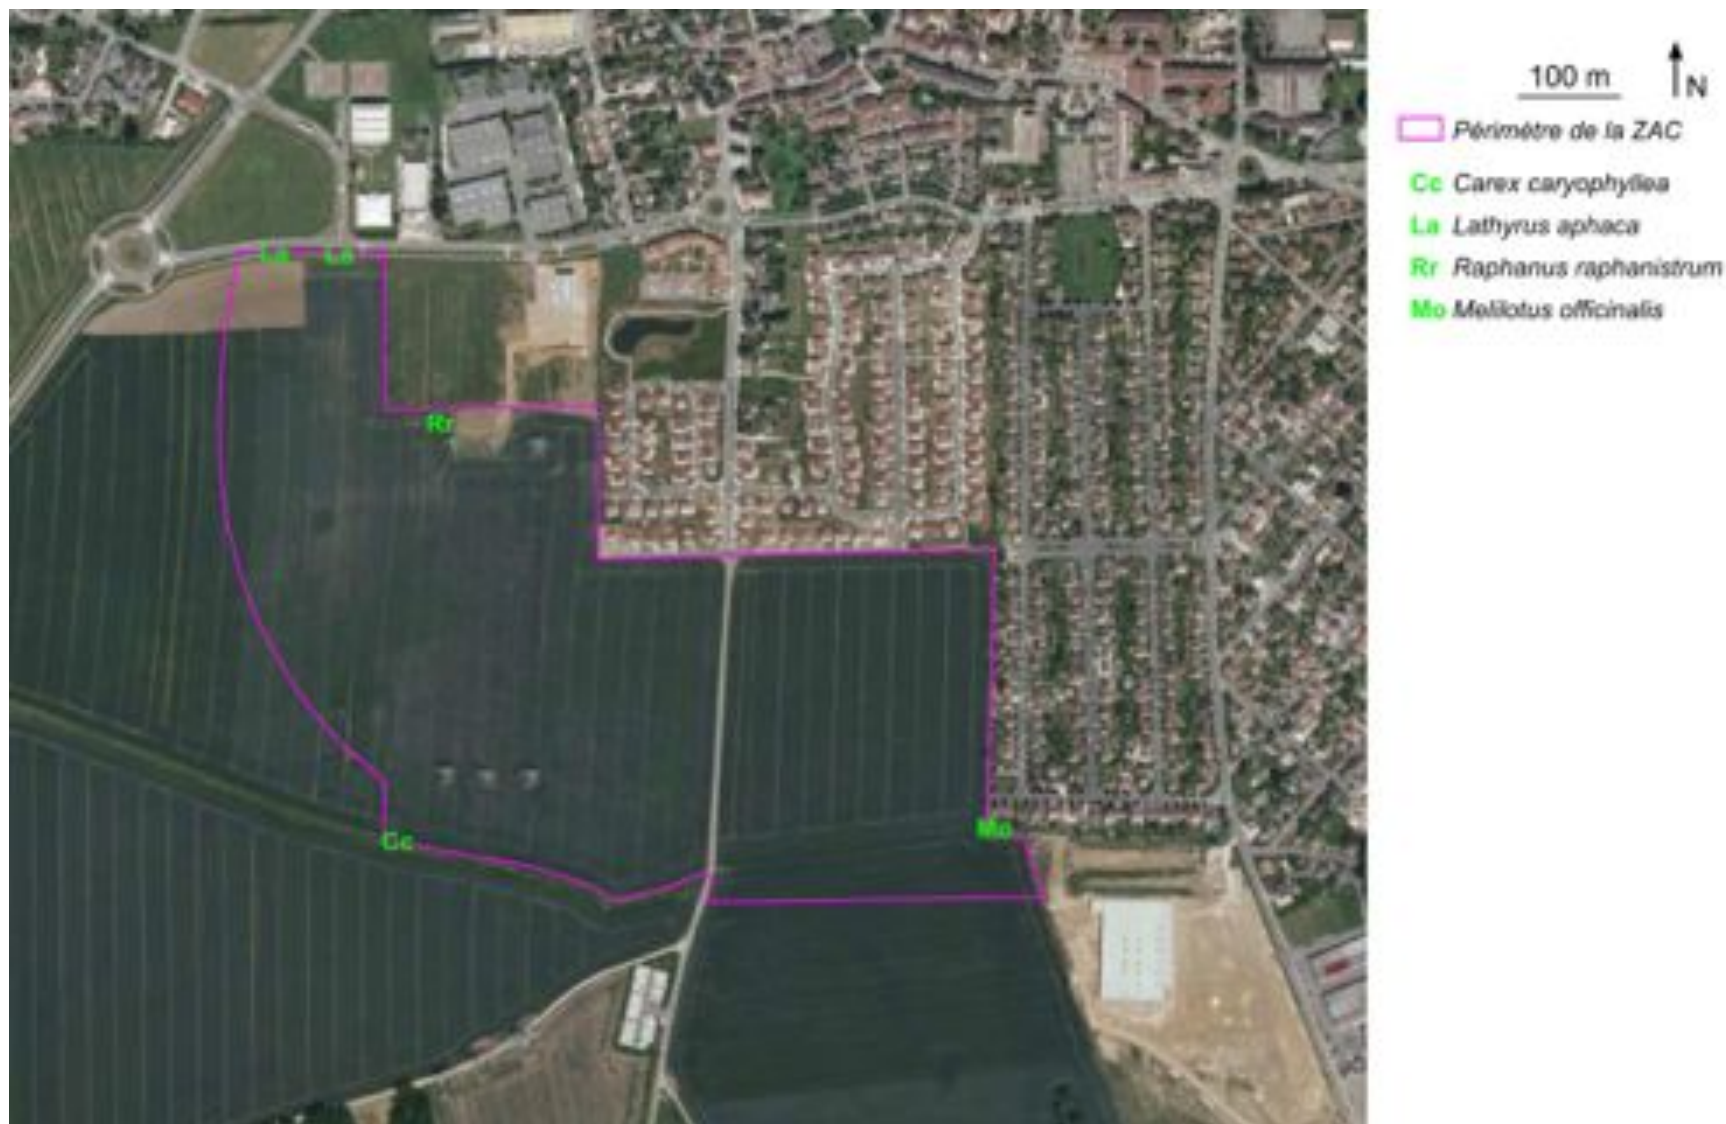 100 m
N
Périmètre de la ZAC
Cc Carex caryophyllea
La Lathyrus aphaca
Rr Raphanus raphanistrum
Mo Melilotus officinalis
La La
Rr
Cc
Mo